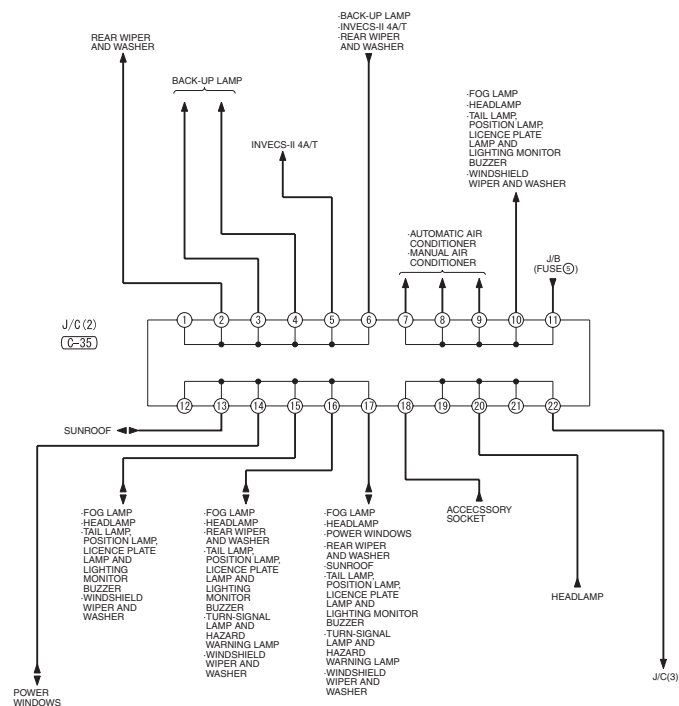 REAR WIPER
AND WASHER
BACK-UP LAMP
INVECS-II 4A/T
·BACK-UP LAMP
·INVECS-II 4A/T
·REAR WIPER
AND WASHER
·AUTOMATIC AIR
CONDITIONER
·MANUAL AIR
CONDITIONER
·FOG LAMP
·HEADLAMP
·TAIL LAMP,
POSITION LAMP,
LICENCE PLATE
LAMP AND
LIGHTING MONITOR
BUZZER
·WINDSHIELD
WIPER AND WASHER
J/B
(FUSE⑤)
J/C(2)
C-35
1 2 3 4 5 6 7 8 9 10 11
12 13 14 15 16 17 18 19 20 21 22
SUNROOF
POWER
WINDOWS
·FOG LAMP
·HEADLAMP
·TAIL LAMP,
POSITION LAMP,
LICENCE PLATE
LAMP AND
LIGHTING
MONITOR
BUZZER
·WINDSHIELD
WIPER AND
WASHER
·FOG LAMP
·HEADLAMP
·REAR WIPER
AND WASHER
·TAIL LAMP,
POSITION LAMP,
LICENCE PLATE
LAMP AND
LIGHTING
MONITOR
BUZZER
·TURN-SIGNAL
LAMP AND
HAZARD
WARNING LAMP
·WINDSHIELD
WIPER AND
WASHER
·FOG LAMP
·HEADLAMP
·POWER WINDOWS
·REAR WIPER
AND WASHER
·SUNROOF
·TAIL LAMP,
POSITION LAMP,
LICENCE PLATE
LAMP AND
LIGHTING MONITOR
BUZZER
·TURN-SIGNAL
LAMP AND
HAZARD
WARNING LAMP
·WINDSHIELD
WIPER AND
WASHER
ACCECSSORY
SOCKET
HEADLAMP
J/C(3)